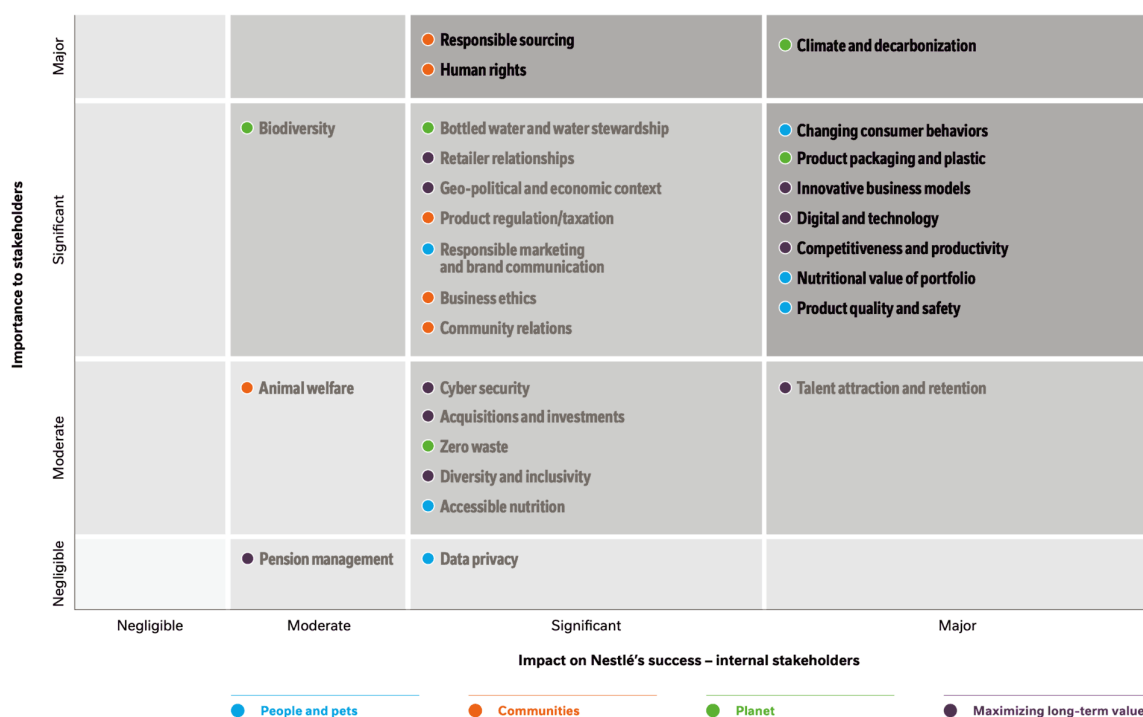 Importance to stakeholders
Major
Responsible sourcing
Human rights
Climate and decarbonization
Significant
Biodiversity
Bottled water and water stewardship
Retailer relationships
Geo-political and economic context
Product regulation/taxation
Responsible marketing
and brand communication
Business ethics
Community relations
Changing consumer behaviors
Product packaging and plastic
Innovative business models
Digital and technology
Competitiveness and productivity
Nutritional value of portfolio
Product quality and safety
Moderate
Animal welfare
Cyber security
Acquisitions and investments
Zero waste
Diversity and inclusivity
Accessible nutrition
Talent attraction and retention
Negligible
Pension management
Data privacy
Negligible
Moderate
Significant
Major
Impact on Nestlé's success – internal stakeholders
People and pets
Communities
Planet
Maximizing long-term value